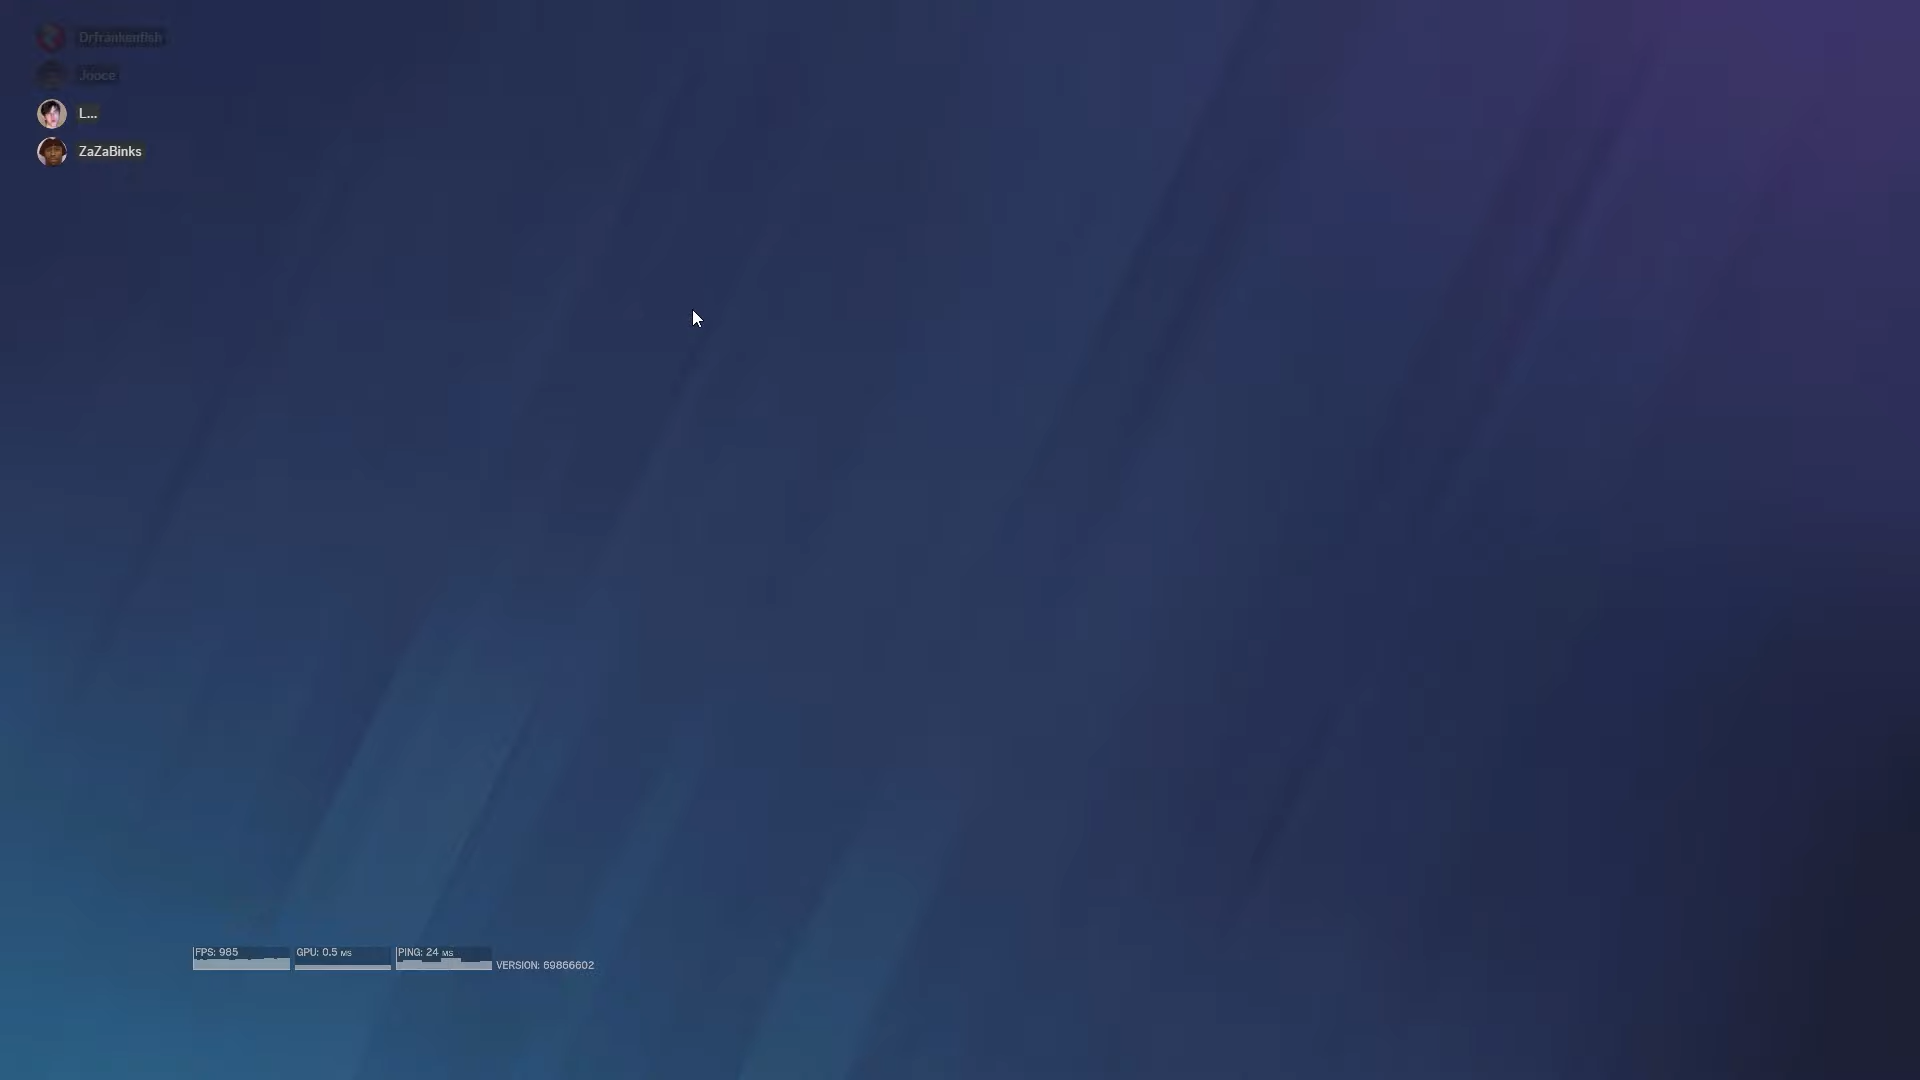 Drfrankenfish
Jooce
L...
ZaZaBinks
FPS: 985 GPU: 0.5 MS PING: 24 MS VERSION: 69866602